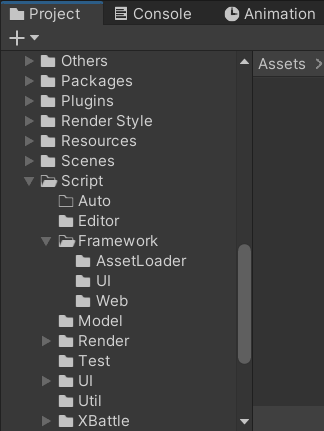 Project Console Animation
Others
Assets
Packages
Plugins
Render Style
Resources
Scenes
Script
Auto
Editor
Framework
AssetLoader
UI
Web
Model
Render
Test
UI
Util
XBattle